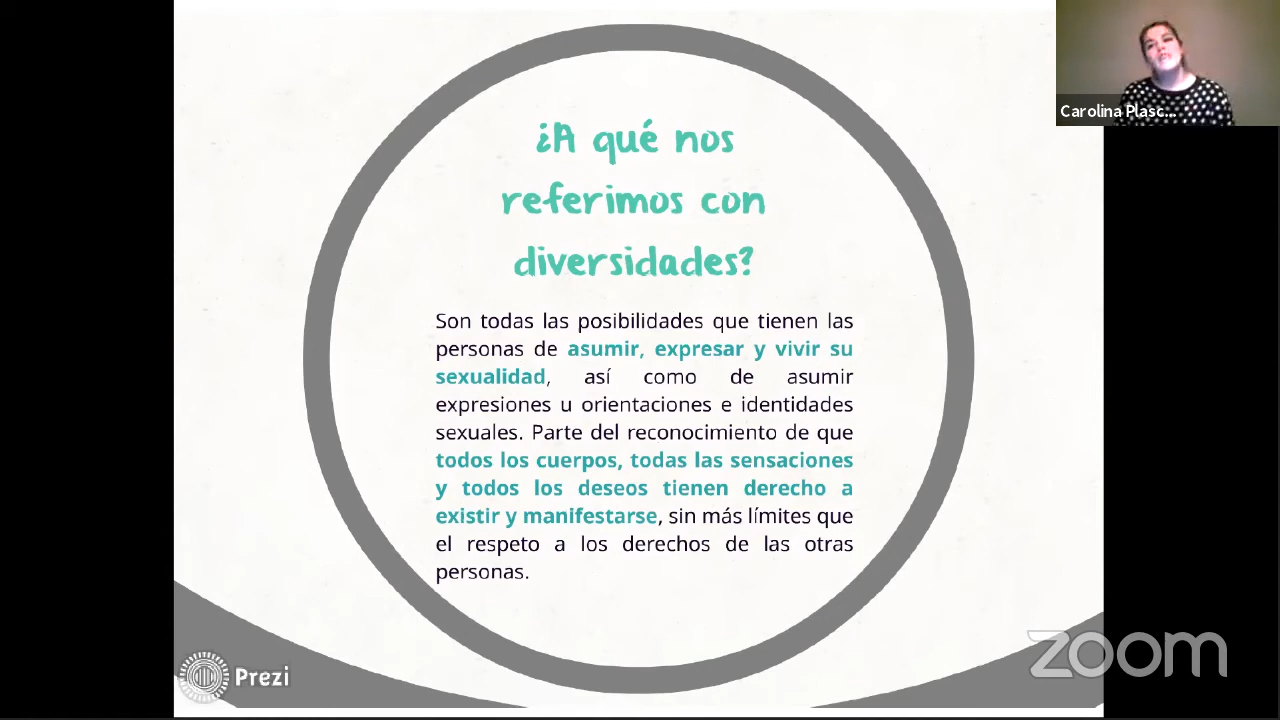 ¿A qué nos
referimos con
diversidades?
Son todas las posibilidades que tienen las
personas de asumir, expresar y vivir su
sexualidad, así como de asumir
expresiones u orientaciones e identidades
sexuales. Parte del reconocimiento de que
todos los cuerpos, todas las sensaciones
y todos los deseos tienen derecho a
existir y manifestarse, sin más límites que
el respeto a los derechos de las otras
personas.
Carolina Plasc...
Prezi
zoom